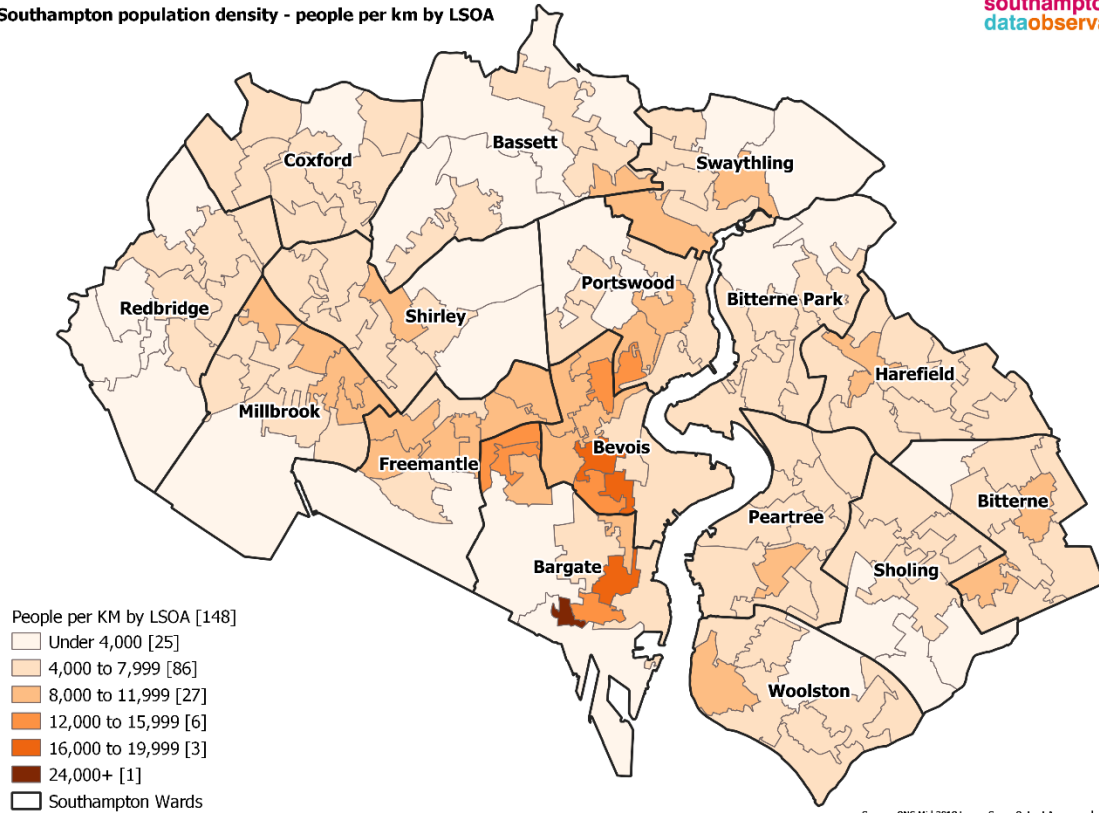 Southampton population density - people per km by LSOA
southampto
dataobserva
Bassett
Coxford
Swaythling
Portswood
Bitterne Park
Redbridge
Shirley
Harefield
Millbrook
Bevois
Freemantle
Bitterne
Peartree
Bargate
Sholing
Woolston
People per KM by LSOA [148]
Under 4,000 [25]
4,000 to 7,999 [86]
8,000 to 11,999 [27]
12,000 to 15,999 [6]
16,000 to 19,999 [3]
24,000+ [1]
Southampton Wards